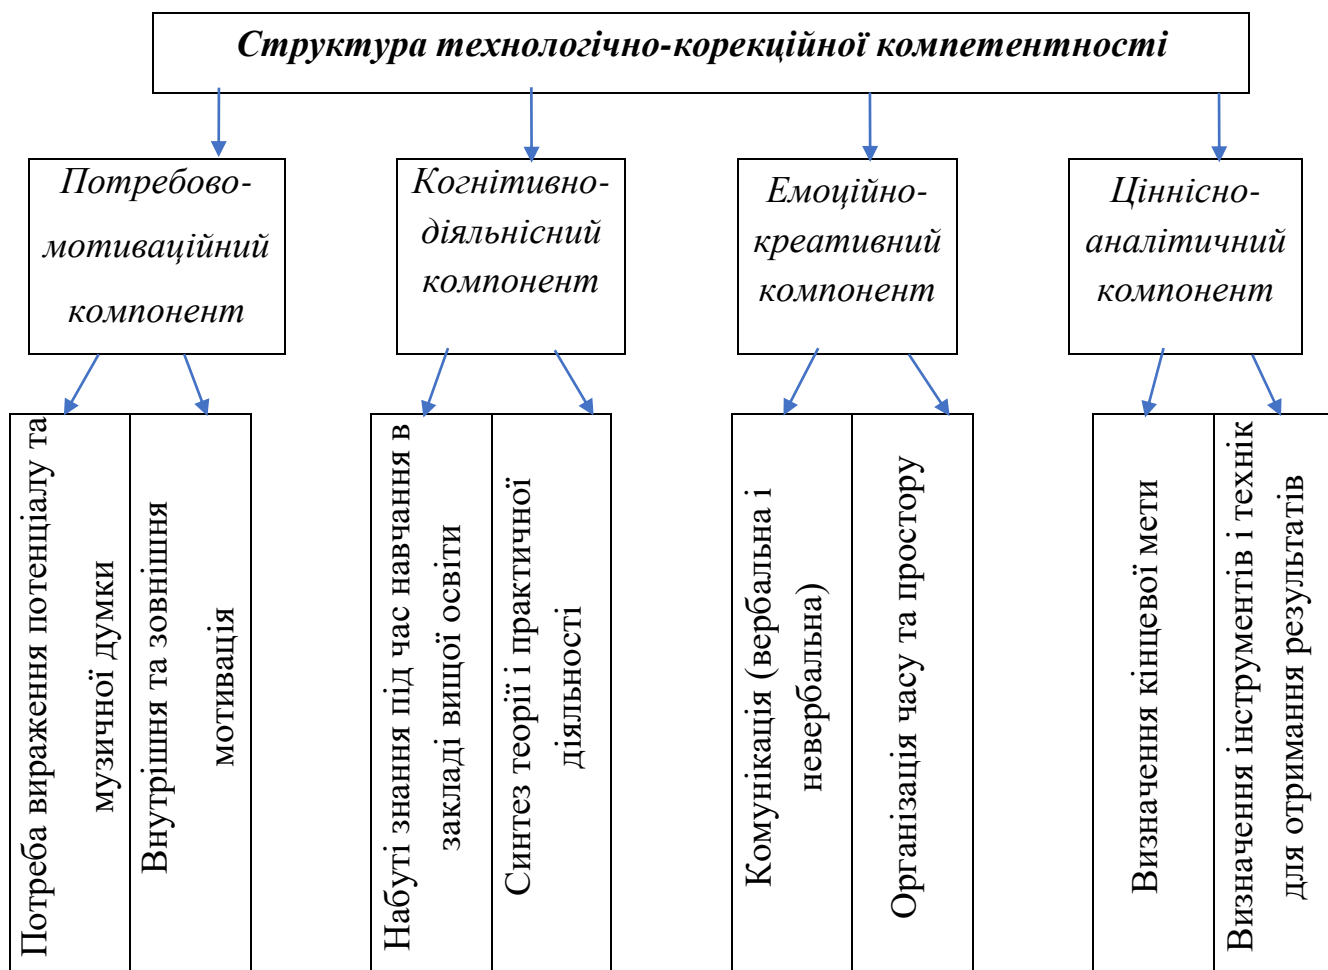 Структура технологічно-корекційної компетентності
Потребово-
мотиваційний
компонент
Когнітивно-
діяльнісний
компонент
Емоційно-
креативний
компонент
Ціннісно-
аналітичний
компонент
Потреба вираження потенціалу та
музичної думки
Внутрішня та зовнішня
мотивація
Набуті знання під час навчання в
закладі вищої освіти
Синтез теорії і практичної
діяльності
Комунікація (вербальна і
невербальна)
Організація часу та простору
Визначення кінцевої мети
Визначення інструментів і технік
для отримання результатів